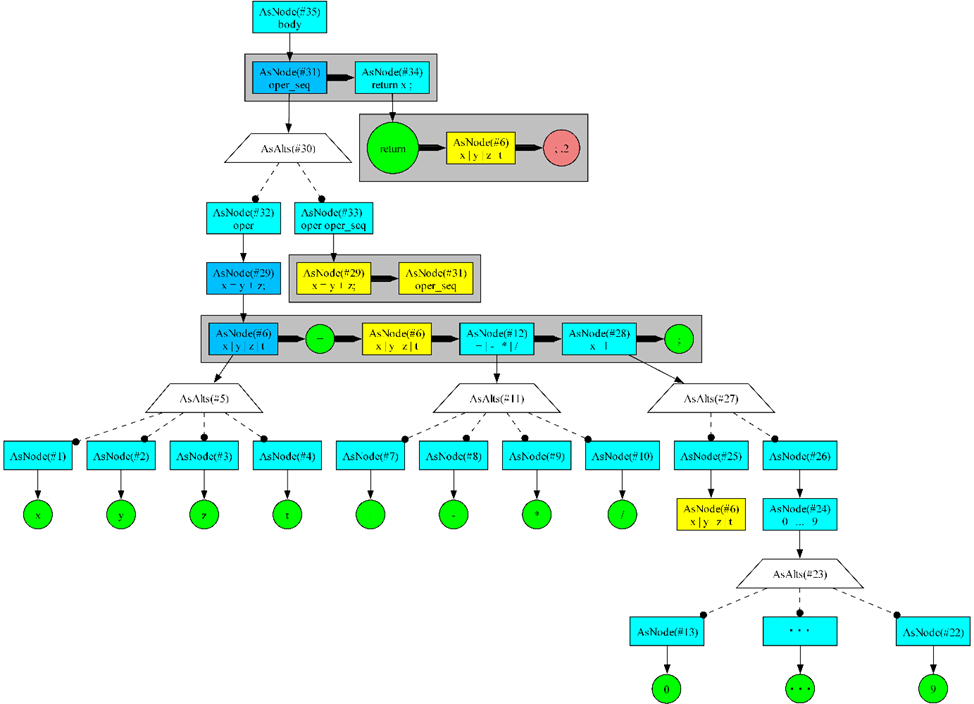 AsNode(#35)
body
AsNode(#31)
oper_seq
AsNode(#34)
return x ;
AsAlts(#30)
return
AsNode(#6)
x | y | z t
; .2
AsNode(#32)
oper
AsNode(#33)
oper oper_seq
AsNode(#29)
x = y + z;
AsNode(#29)
x = y + z;
AsNode(#31)
oper_seq
AsNode(#6)
x | y | z | t
AsNode(#6)
x | y z | t
AsNode(#12)
- *| /
AsNode(#28)
x 1
;
AsAlts(#5)
AsAlts(#11)
AsAlts(#27)
AsNode(#1)
AsNode(#2)
AsNode(#3)
AsNode(#4)
AsNode(#7)
AsNode(#8)
AsNode(#9)
AsNode(#10)
AsNode(#25)
AsNode(#26)
x
y
z
t
-
*
/
AsNode(#6)
x | y z t
AsNode(#24)
0 ... 9
AsAlts(#23)
AsNode(#13)
...
AsNode(#22)
0
...
9